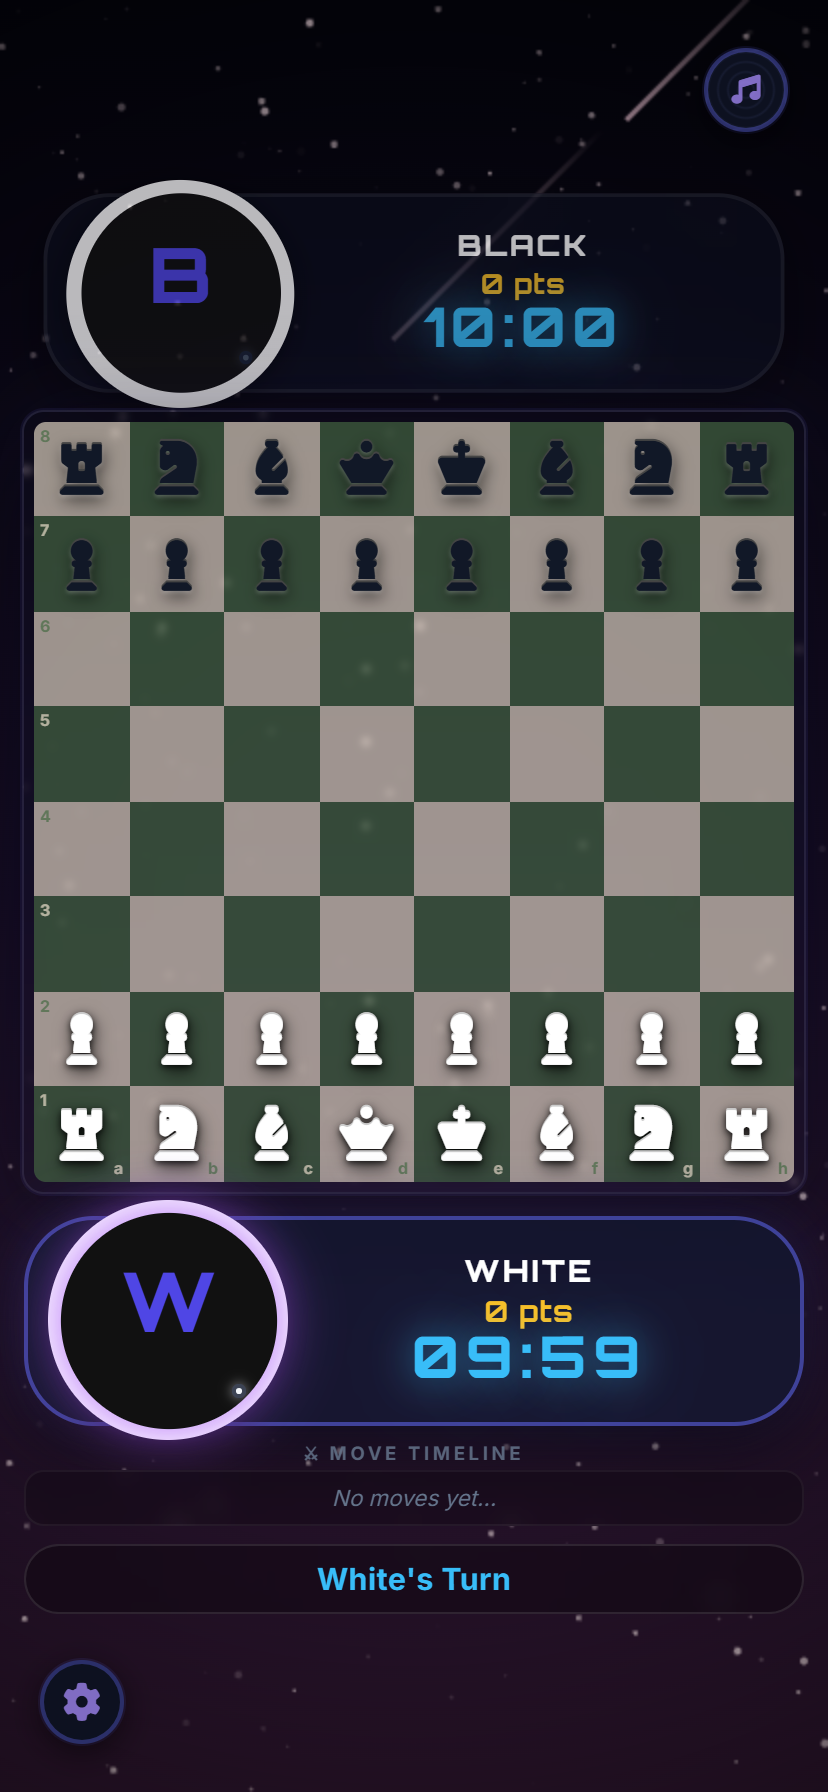 B
BLACK
0 pts
10:00
8
7
6
5
4
3
2
1
a b c d e f g h
W
WHITE
0 pts
09:59
⚔ MOVE TIMELINE
No moves yet...
White's Turn